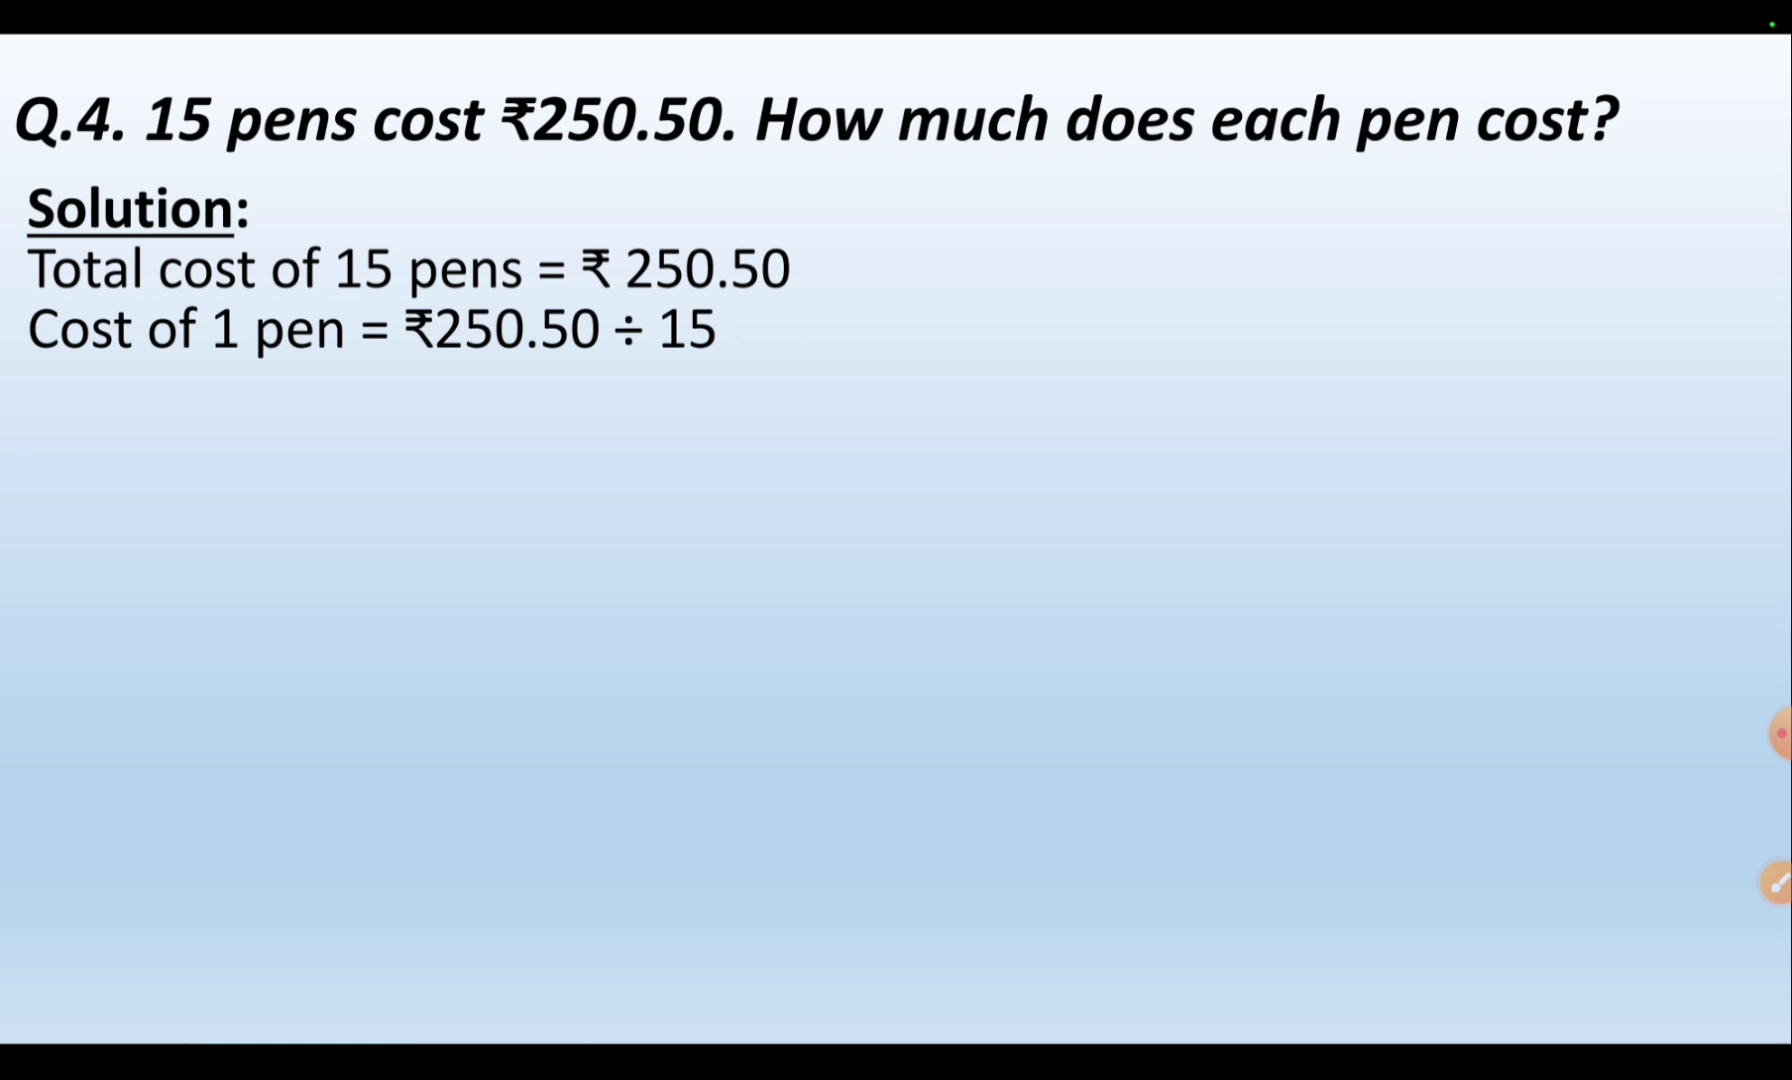 Q.4. 15 pens cost ₹250.50. How much does each pen cost?
Solution:
Total cost of 15 pens = ₹ 250.50
Cost of 1 pen = ₹250.50 ÷ 15